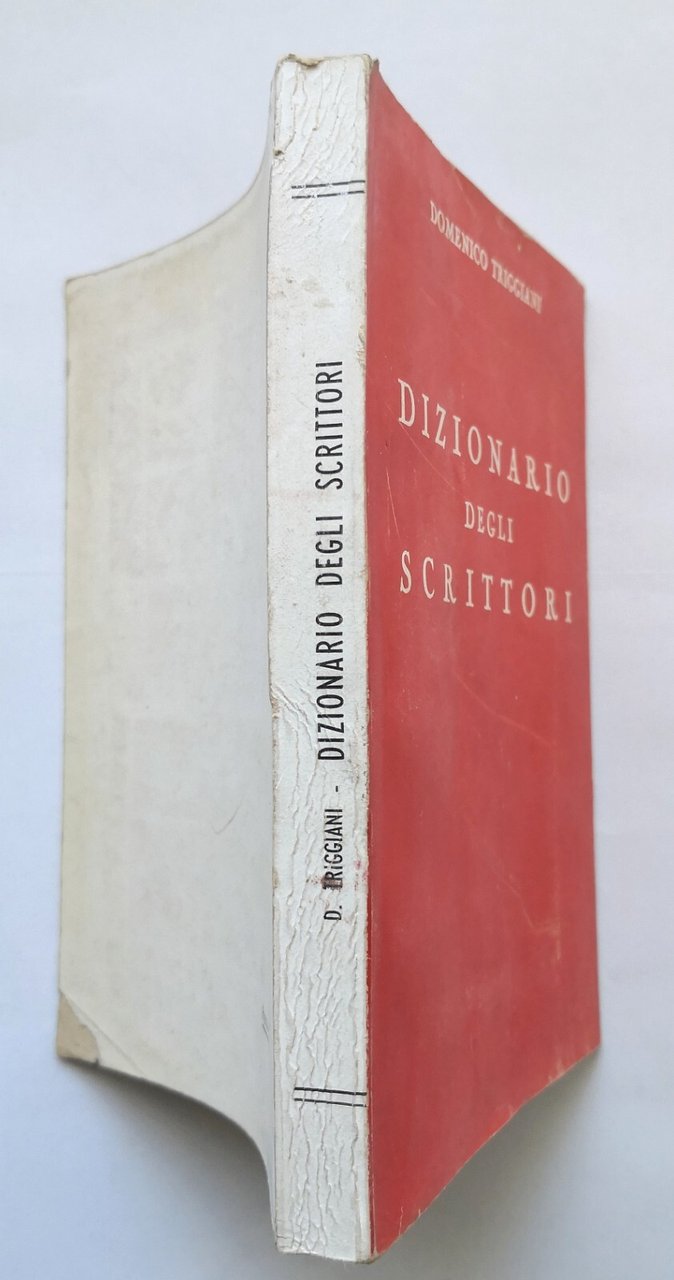 DOMENICO TRIGGIANI
DIZIONARIO
DEGLI
SCRITTORI
D. TRIGGIANI - DIZIONARIO DEGLI SCRITTORI